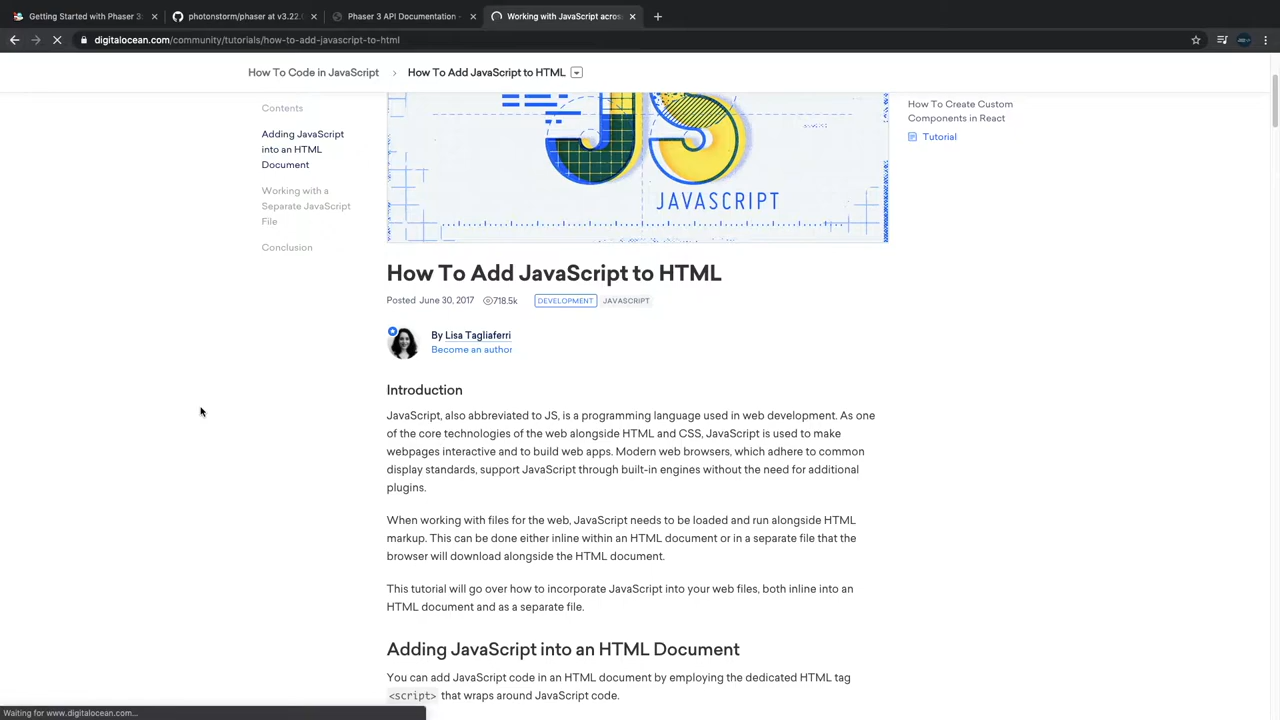 Getting Started with Phaser 3:
photonstorm/phaser at v3.22.0
Phaser 3 API Documentation -
Working with JavaScript across
digitalocean.com/community/tutorials/how-to-add-javascript-to-html
How To Code in JavaScript
How To Add JavaScript to HTML
Contents
Adding JavaScript
into an HTML
Document
Working with a
Separate JavaScript
File
Conclusion
JS
JAVASCRIPT
How To Create Custom
Components in React
Tutorial
How To Add JavaScript to HTML
Posted June 30, 2017 718.5k DEVELOPMENT JAVASCRIPT
By Lisa Tagliaferri
Become an author
Introduction
JavaScript, also abbreviated to JS, is a programming language used in web development. As one
of the core technologies of the web alongside HTML and CSS, JavaScript is used to make
webpages interactive and to build web apps. Modern web browsers, which adhere to common
display standards, support JavaScript through built-in engines without the need for additional
plugins.
When working with files for the web, JavaScript needs to be loaded and run alongside HTML
markup. This can be done either inline within an HTML document or in a separate file that the
browser will download alongside the HTML document.
This tutorial will go over how to incorporate JavaScript into your web files, both inline into an
HTML document and as a separate file.
Adding JavaScript into an HTML Document
You can add JavaScript code in an HTML document by employing the dedicated HTML tag
<script> that wraps around JavaScript code.
Waiting for www.digitalocean.com...